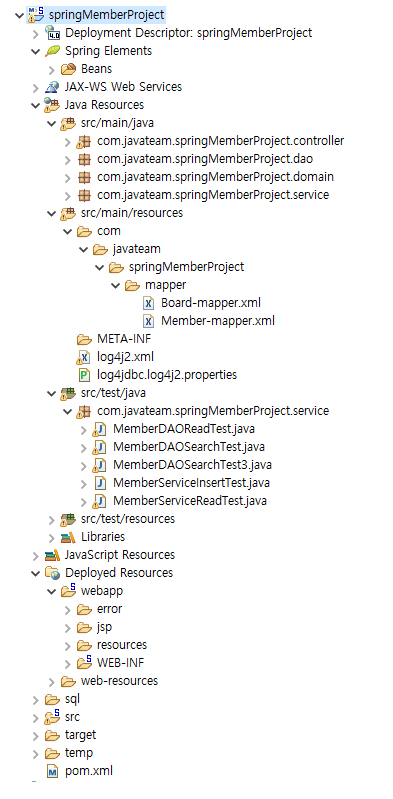 springMemberProject
Deployment Descriptor: springMemberProject
Spring Elements
Beans
JAX-WS Web Services
Java Resources
src/main/java
com.javateam.springMemberProject.controller
com.javateam.springMemberProject.dao
com.javateam.springMemberProject.domain
com.javateam.springMemberProject.service
src/main/resources
com
javateam
springMemberProject
mapper
Board-mapper.xml
Member-mapper.xml
META-INF
log4j2.xml
log4jdbc.log4j2.properties
src/test/java
com.javateam.springMemberProject.service
MemberDAOReadTest.java
MemberDAOSearchTest.java
MemberDAOSearchTest3.java
MemberServiceInsertTest.java
MemberServiceReadTest.java
src/test/resources
Libraries
JavaScript Resources
Deployed Resources
webapp
error
jsp
resources
WEB-INF
web-resources
sql
src
target
temp
pom.xml